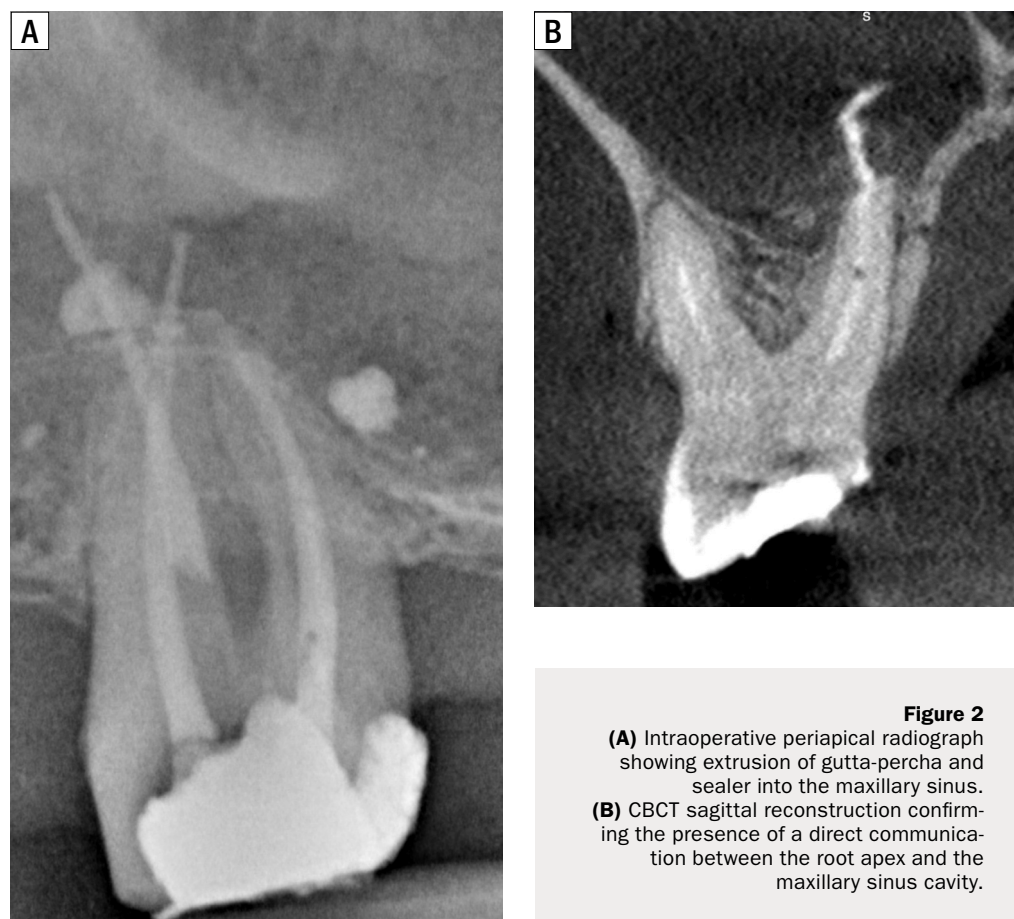 A
B
s
Figure 2
(A) Intraoperative periapical radiograph
showing extrusion of gutta-percha and
sealer into the maxillary sinus.
(B) CBCT sagittal reconstruction confirm-
ing the presence of a direct communica-
tion between the root apex and the
maxillary sinus cavity.